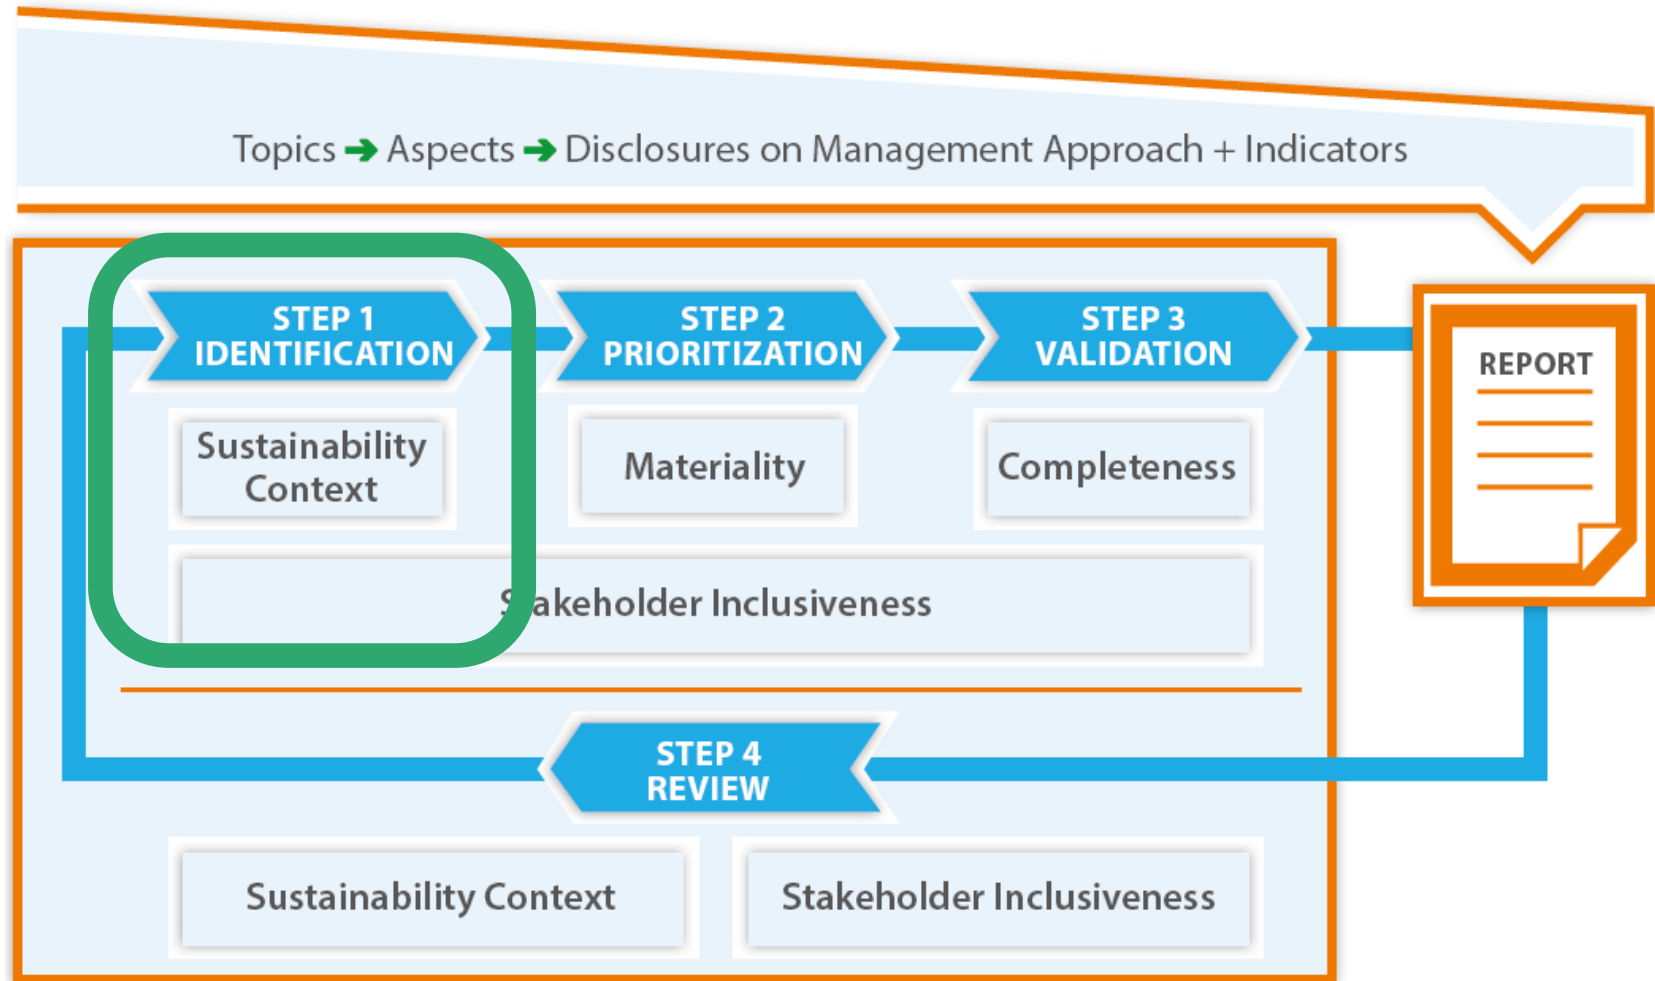 Topics ➔ Aspects ➔ Disclosures on Management Approach + Indicators
STEP 1
IDENTIFICATION
STEP 2
PRIORITIZATION
STEP 3
VALIDATION
REPORT
Sustainability
Context
Materiality
Completeness
Stakeholder Inclusiveness
STEP 4
REVIEW
Sustainability Context
Stakeholder Inclusiveness